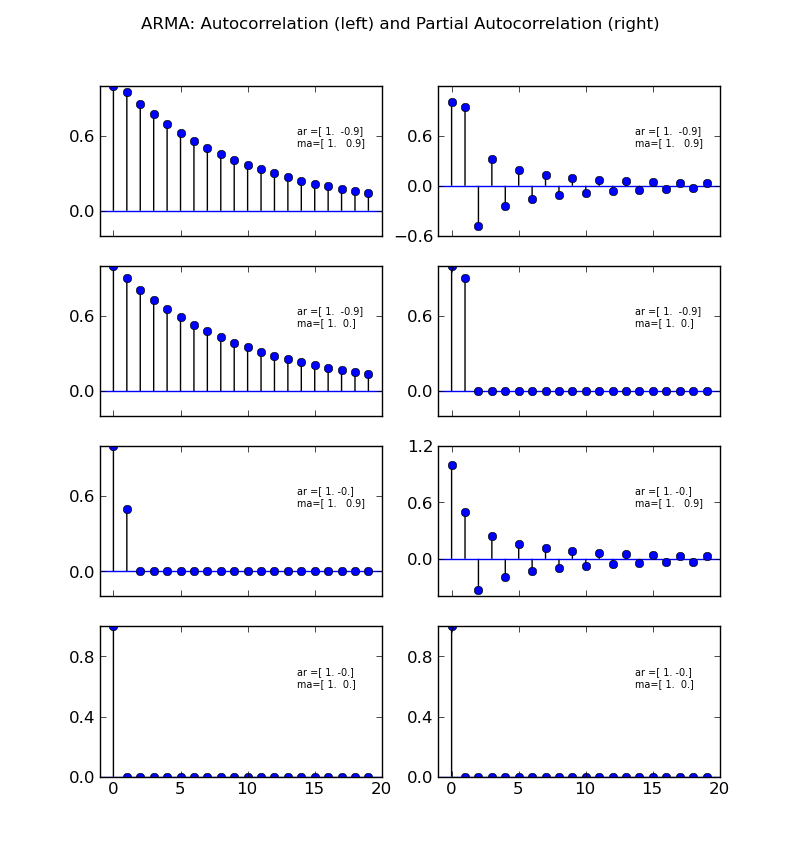 ARMA: Autocorrelation (left) and Partial Autocorrelation (right)
0.6
0.0
ar =[ 1.  -0.9]
ma=[ 1.   0.9]
0.6
0.0
−0.6
ar =[ 1.  -0.9]
ma=[ 1.   0.9]
0.6
0.0
ar =[ 1.  -0.9]
ma=[ 1.  0.]
0.6
0.0
ar =[ 1.  -0.9]
ma=[ 1.  0.]
0.6
0.0
ar =[ 1. -0.]
ma=[ 1.   0.9]
1.2
0.6
0.0
ar =[ 1. -0.]
ma=[ 1.   0.9]
0.8
0.4
0.0
ar =[ 1. -0.]
ma=[ 1.  0.]
0 5 10 15 20
0.8
0.4
0.0
ar =[ 1. -0.]
ma=[ 1.  0.]
0 5 10 15 20